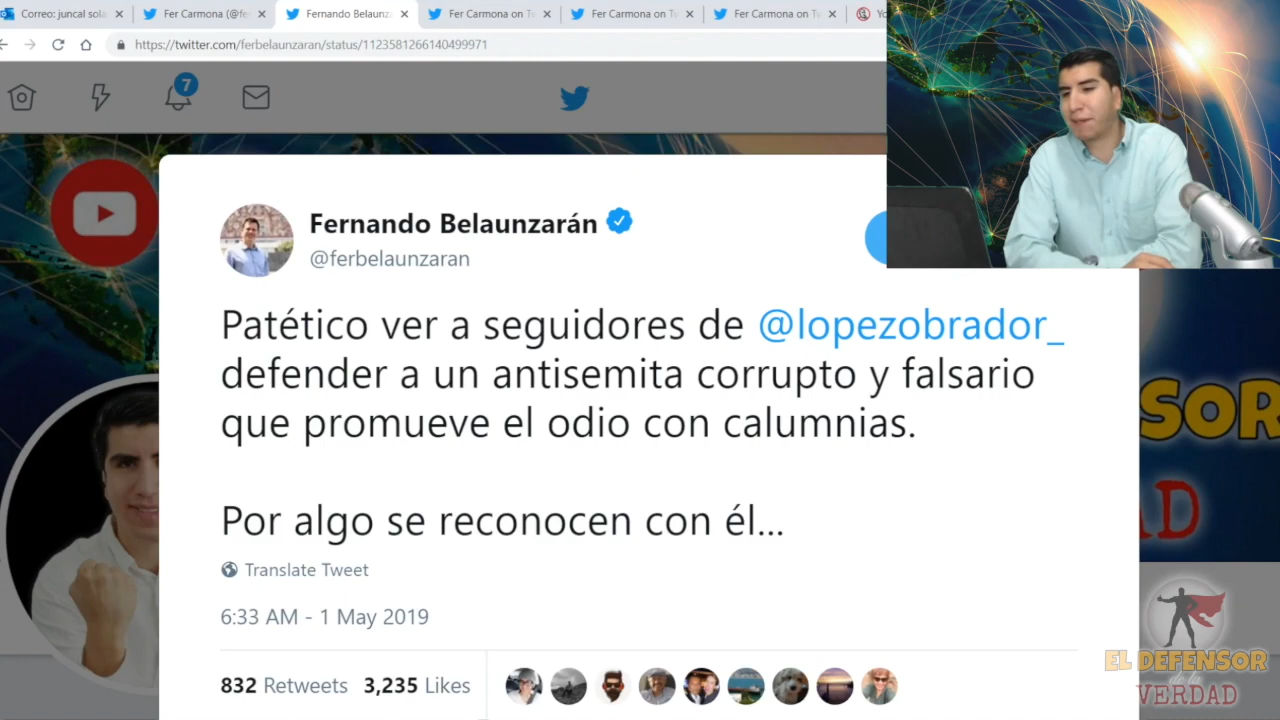 Correo: juncal sola
Fer Carmona (@fe
Fernando Belaunz
Fer Carmona on T
Fer Carmona on T
Fer Carmona on Tw
https://twitter.com/ferbelaunzaran/status/1123581266140499971
7
Fernando Belaunzarán
@ferbelaunzaran
Patético ver a seguidores de @lopezobrador_
defender a un antisemita corrupto y falsario
que promueve el odio con calumnias.
Por algo se reconocen con él...
Translate Tweet
6:33 AM - 1 May 2019
832 Retweets 3,235 Likes
SOR
AD
EL DEFENSOR
de la
VERDAD